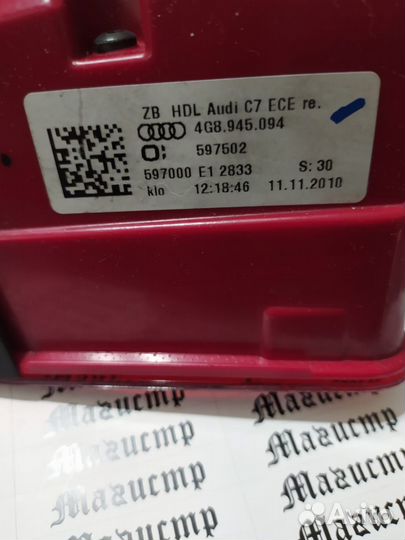 ZB HDL Audi C7 ECE re.
4G8.945.094
597502
597000 E1 2833 S: 30
klo 12:18:46 11.11.2010
Магистр
Магистр
Магистр
Магистр
Магистр
Магистр
Avito